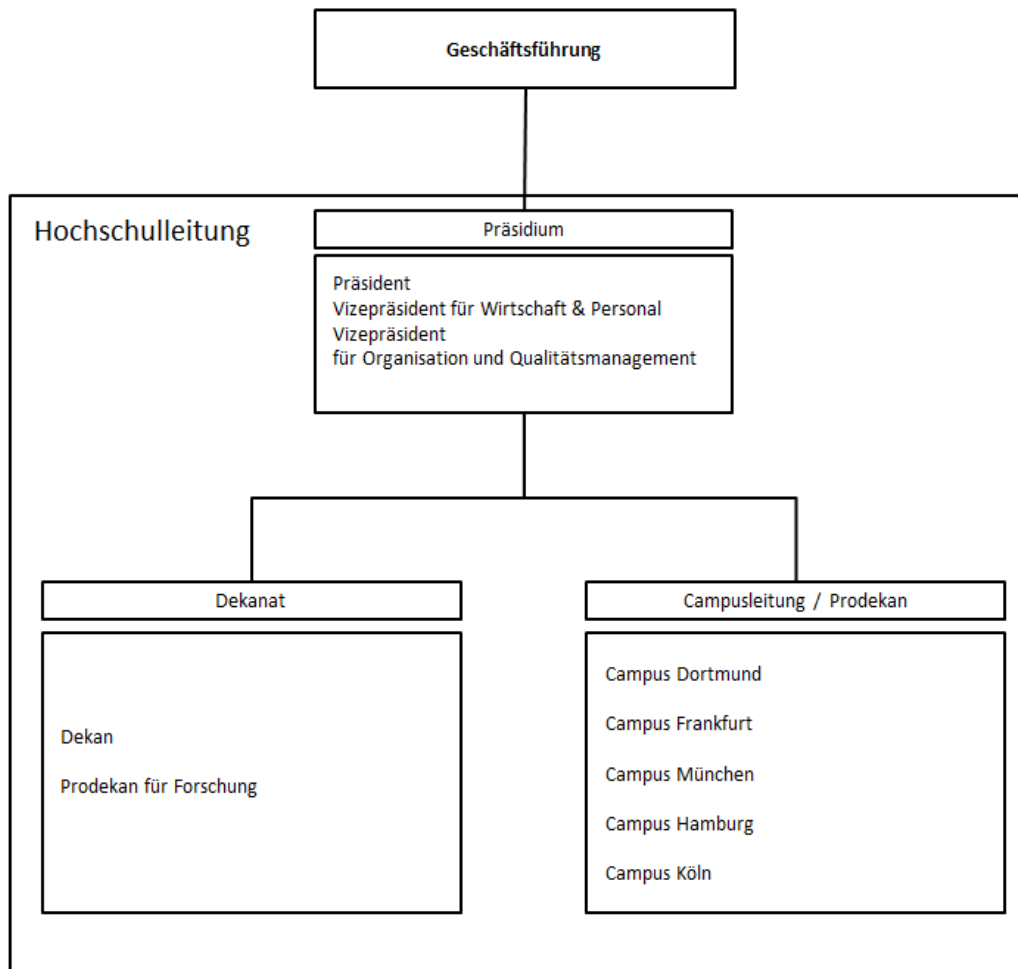 Geschäftsführung
Hochschulleitung
Präsidium
Präsident
Vizepräsident für Wirtschaft & Personal
Vizepräsident
für Organisation und Qualitätsmanagement
Dekanat
Dekan
Prodekan für Forschung
Campusleitung / Prodekan
Campus Dortmund
Campus Frankfurt
Campus München
Campus Hamburg
Campus Köln